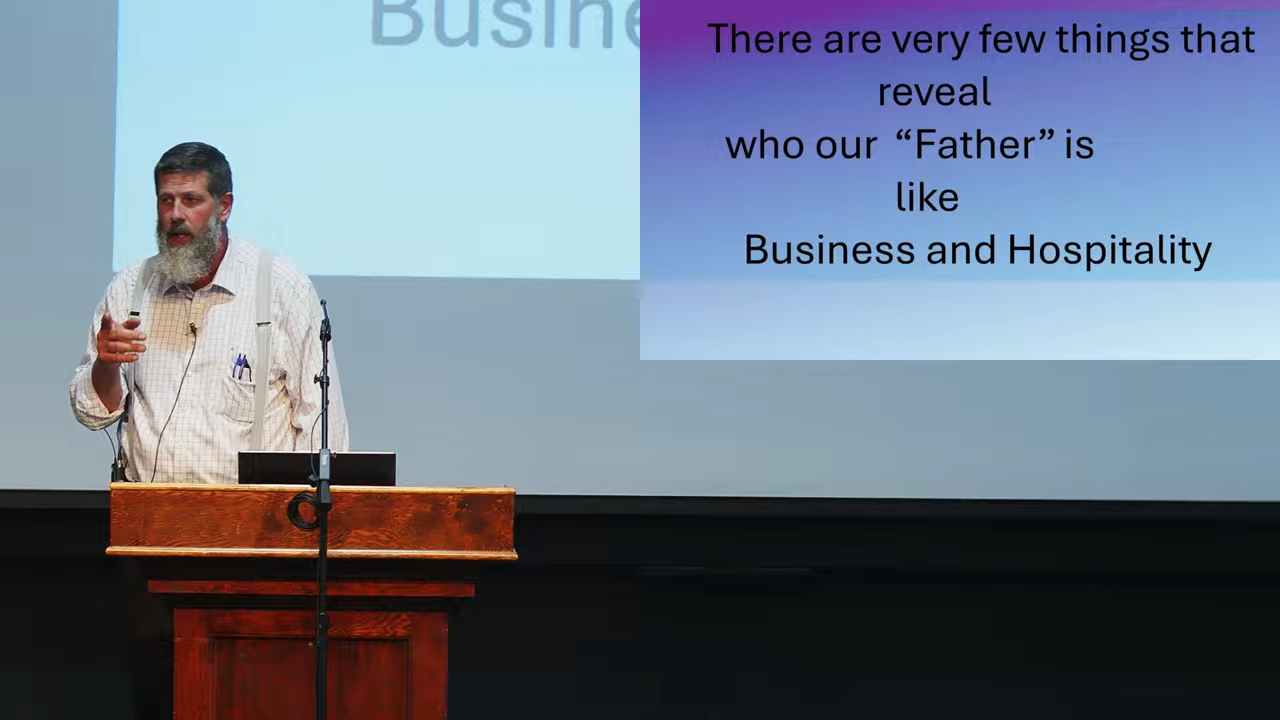 Busine
There are very few things that
reveal
who our “Father” is
like
Business and Hospitality